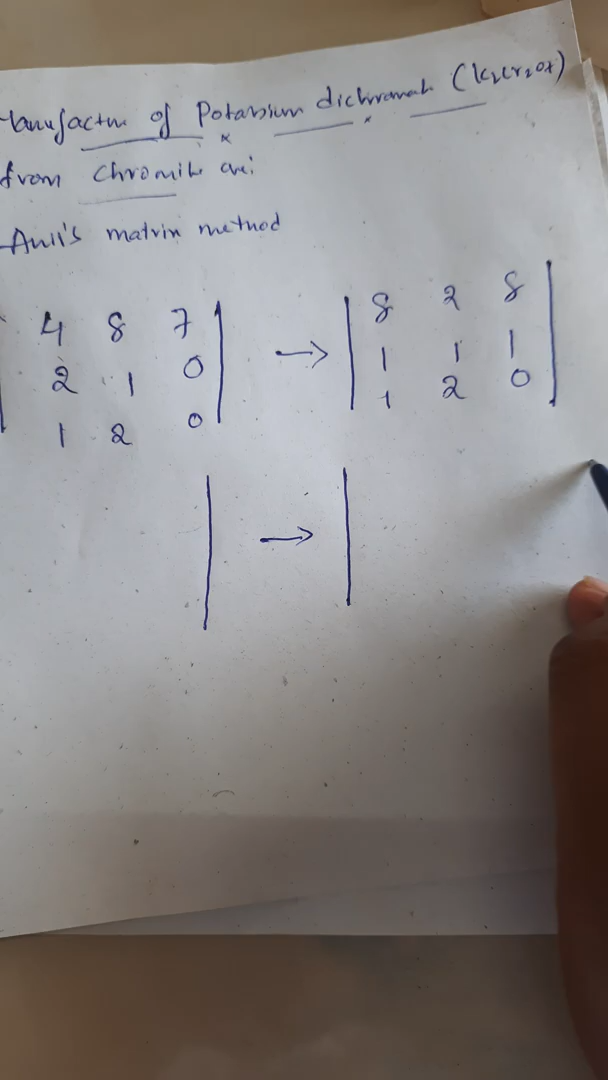 Manufactm of Potassium dichromate (K2Cr2O7)
from Chromite ore:
Anil's matrix method
4 8 7 → 8 2 8
2 1 0 1 1 1
1 2 0 1 2 0
→